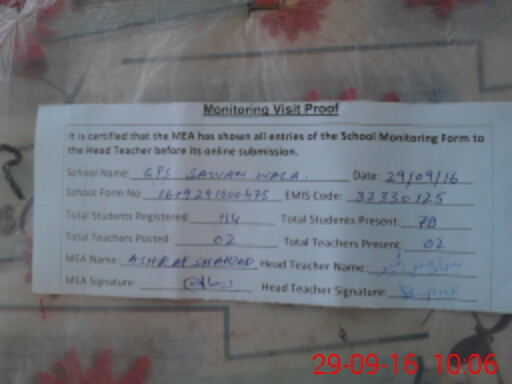 Monitoring Visit Proof
It is certified that the MEA has shown all entries of the School Monitoring Form to
the Head Teacher before its online submission.
School Name: GPS SAWAN WALA. Date: 29/09/16
School Form No: EMIS Code: 32330125
Total Students Registered: 114 Total Students Present: 78
Total Teachers Posted: 02 Total Teachers Present: 02
MEA Name: ASHRAF SHAHZAD Head Teacher Name:
MEA Signature: Head Teacher Signature:
29-09-16 10:06